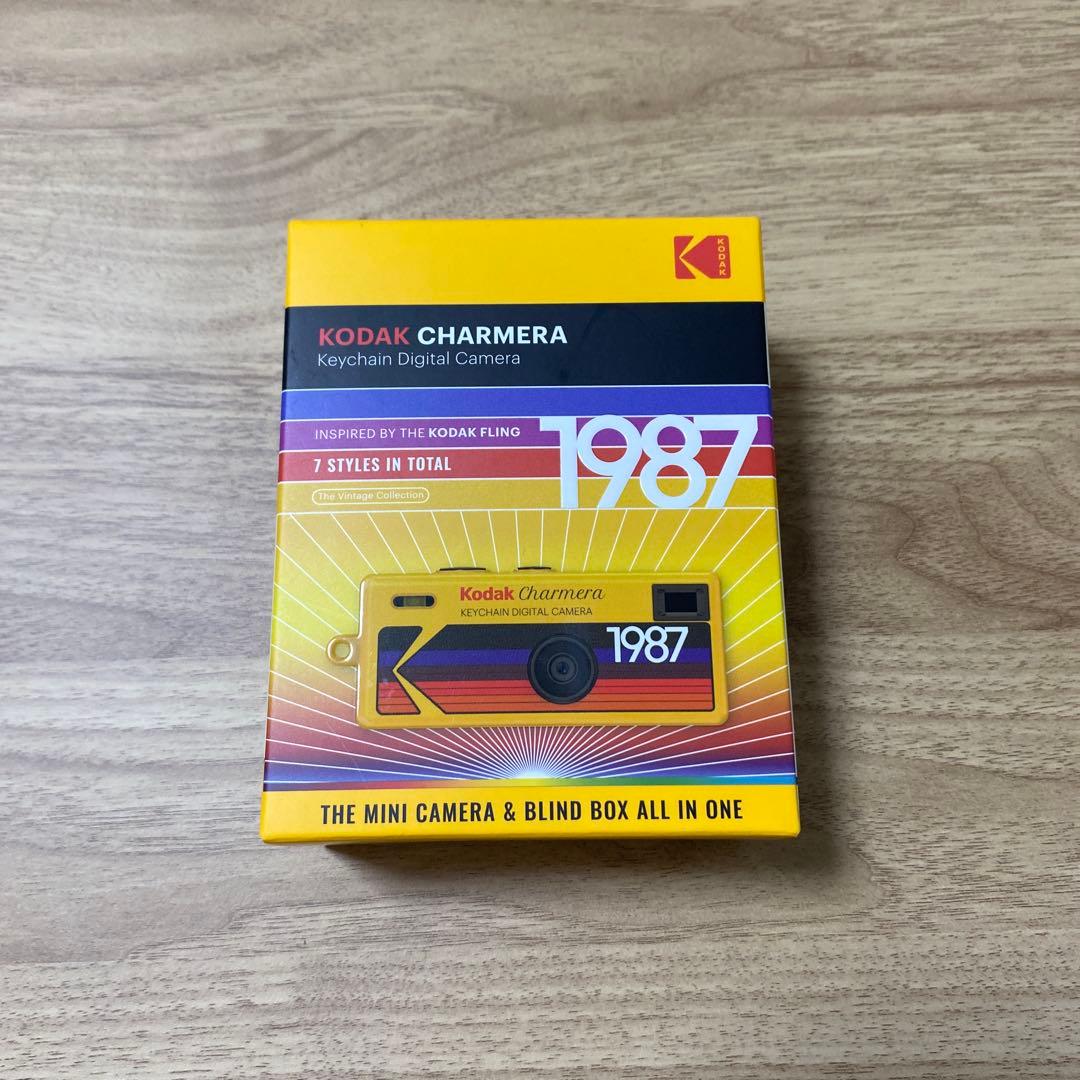 KODAK
KODAK CHARMERA
Keychain Digital Camera
INSPIRED BY THE KODAK FLING
1987
7 STYLES IN TOTAL
The Vintage Collection
Kodak Charmera
KEYCHAIN DIGITAL CAMERA
1987
THE MINI CAMERA & BLIND BOX ALL IN ONE